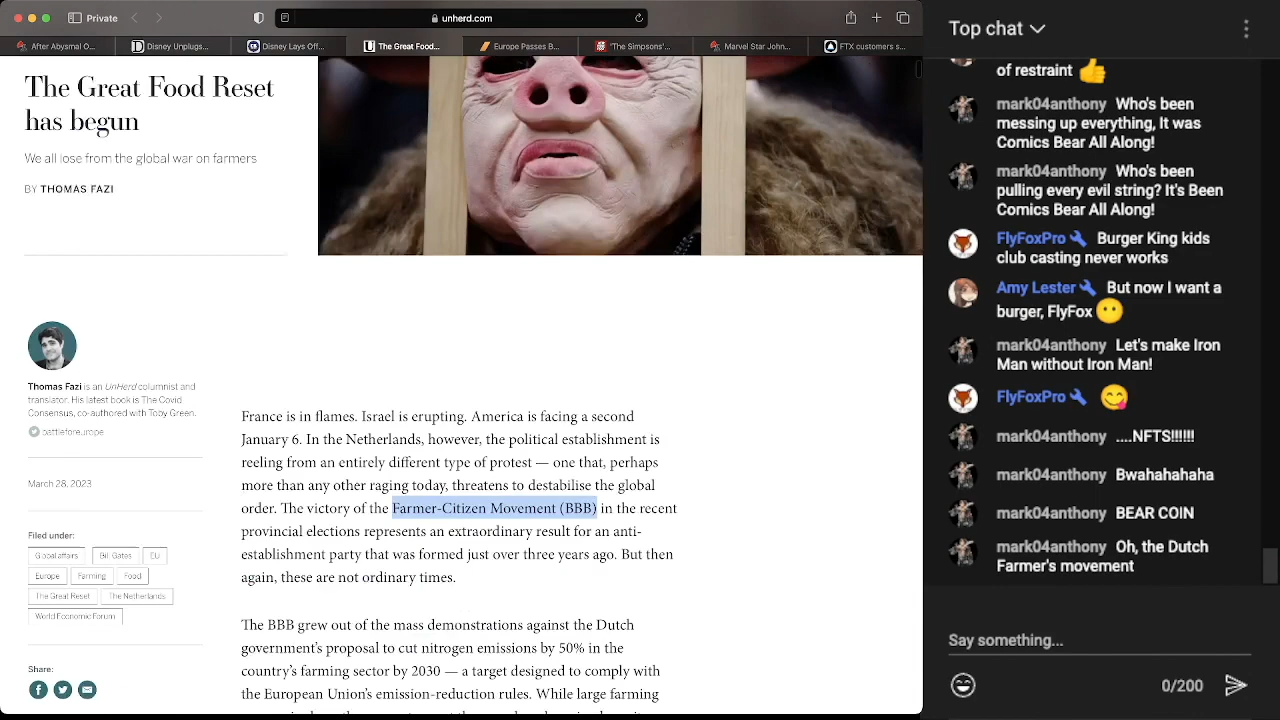 Private
unherd.com
After Abysmal O...
Disney Unplugs...
Disney Lays Off...
The Great Food...
Europe Passes B...
'The Simpsons'...
Marvel Star John...
FTX customers s...
The Great Food Reset
has begun
We all lose from the global war on farmers
BY THOMAS FAZI
Thomas Fazi is an UnHerd columnist and
translator. His latest book is The Covid
Consensus, co-authored with Toby Green.
battleforeurope
March 28, 2023
Filed under:
Global affairs
Bill Gates
EU
Europe
Farming
Food
The Great Reset
The Netherlands
World Economic Forum
Share:
France is in flames. Israel is erupting. America is facing a second
January 6. In the Netherlands, however, the political establishment is
reeling from an entirely different type of protest — one that, perhaps
more than any other raging today, threatens to destabilise the global
order. The victory of the Farmer-Citizen Movement (BBB) in the recent
provincial elections represents an extraordinary result for an anti-
establishment party that was formed just over three years ago. But then
again, these are not ordinary times.
The BBB grew out of the mass demonstrations against the Dutch
government's proposal to cut nitrogen emissions by 50% in the
country's farming sector by 2030 — a target designed to comply with
the European Union's emission-reduction rules. While large farming
Top chat
of restraint 👍
mark04anthony Who's been
messing up everything, It was
Comics Bear All Along!
mark04anthony Who's been
pulling every evil string? It's Been
Comics Bear All Along!
FlyFoxPro Burger King kids
club casting never works
Amy Lester But now I want a
burger, FlyFox 😶
mark04anthony Let's make Iron
Man without Iron Man!
FlyFoxPro 😋
mark04anthony ....NFTS!!!!!!
mark04anthony Bwahahahaha
mark04anthony BEAR COIN
mark04anthony Oh, the Dutch
Farmer's movement
Say something...
0/200